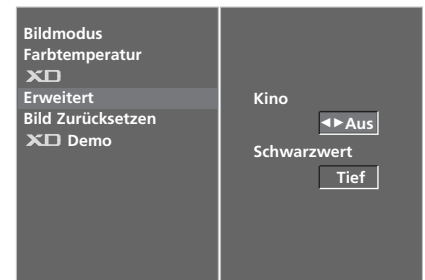 Bildmodus
Farbtemperatur
XD
Erweitert
Bild Zurücksetzen
XD Demo
Kino
◄►Aus
Schwarzwert
Tief